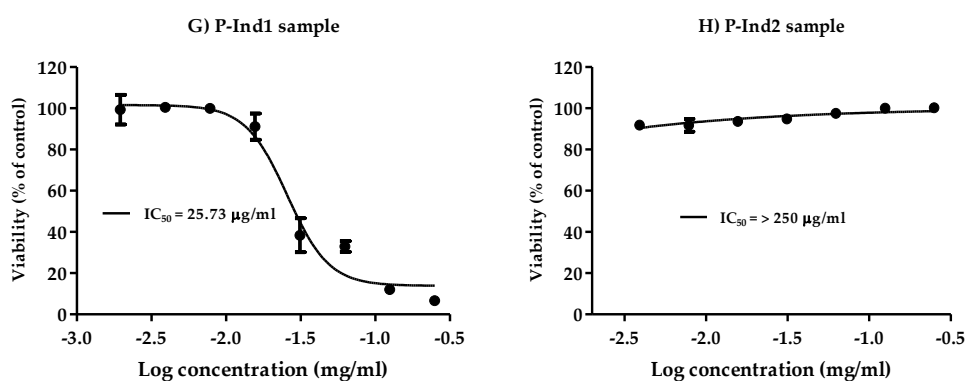 G) P-Ind1 sample
Viability (% of control)
120
100
80
60
40
20
0
IC₅₀ = 25.73 µg/ml
-3.0 -2.5 -2.0 -1.5 -1.0 -0.5
Log concentration (mg/ml)
H) P-Ind2 sample
Viability (% of control)
120
100
80
60
40
20
0
IC₅₀ = > 250 µg/ml
-2.5 -2.0 -1.5 -1.0 -0.5
Log concentration (mg/ml)